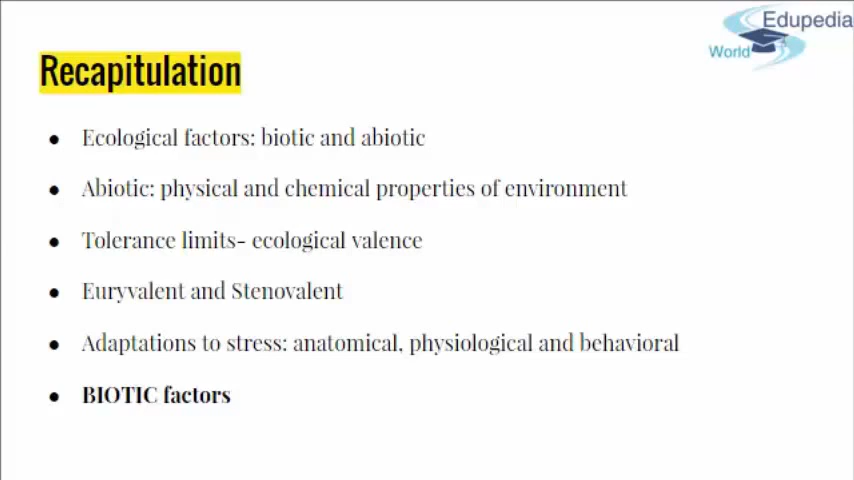 Edupedia
World
Recapitulation
● Ecological factors: biotic and abiotic
● Abiotic: physical and chemical properties of environment
● Tolerance limits- ecological valence
● Euryvalent and Stenovalent
● Adaptations to stress: anatomical, physiological and behavioral
● BIOTIC factors